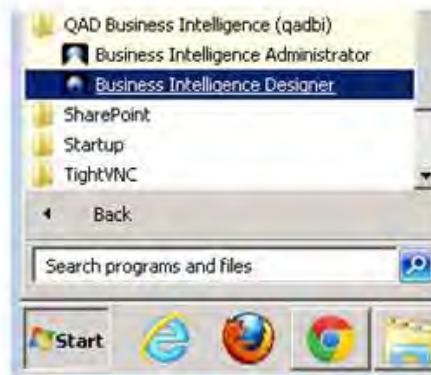 QAD Business Intelligence (qadbi)
Business Intelligence Administrator
Business Intelligence Designer
SharePoint
Startup
TightVNC
Back
Search programs and files
Start